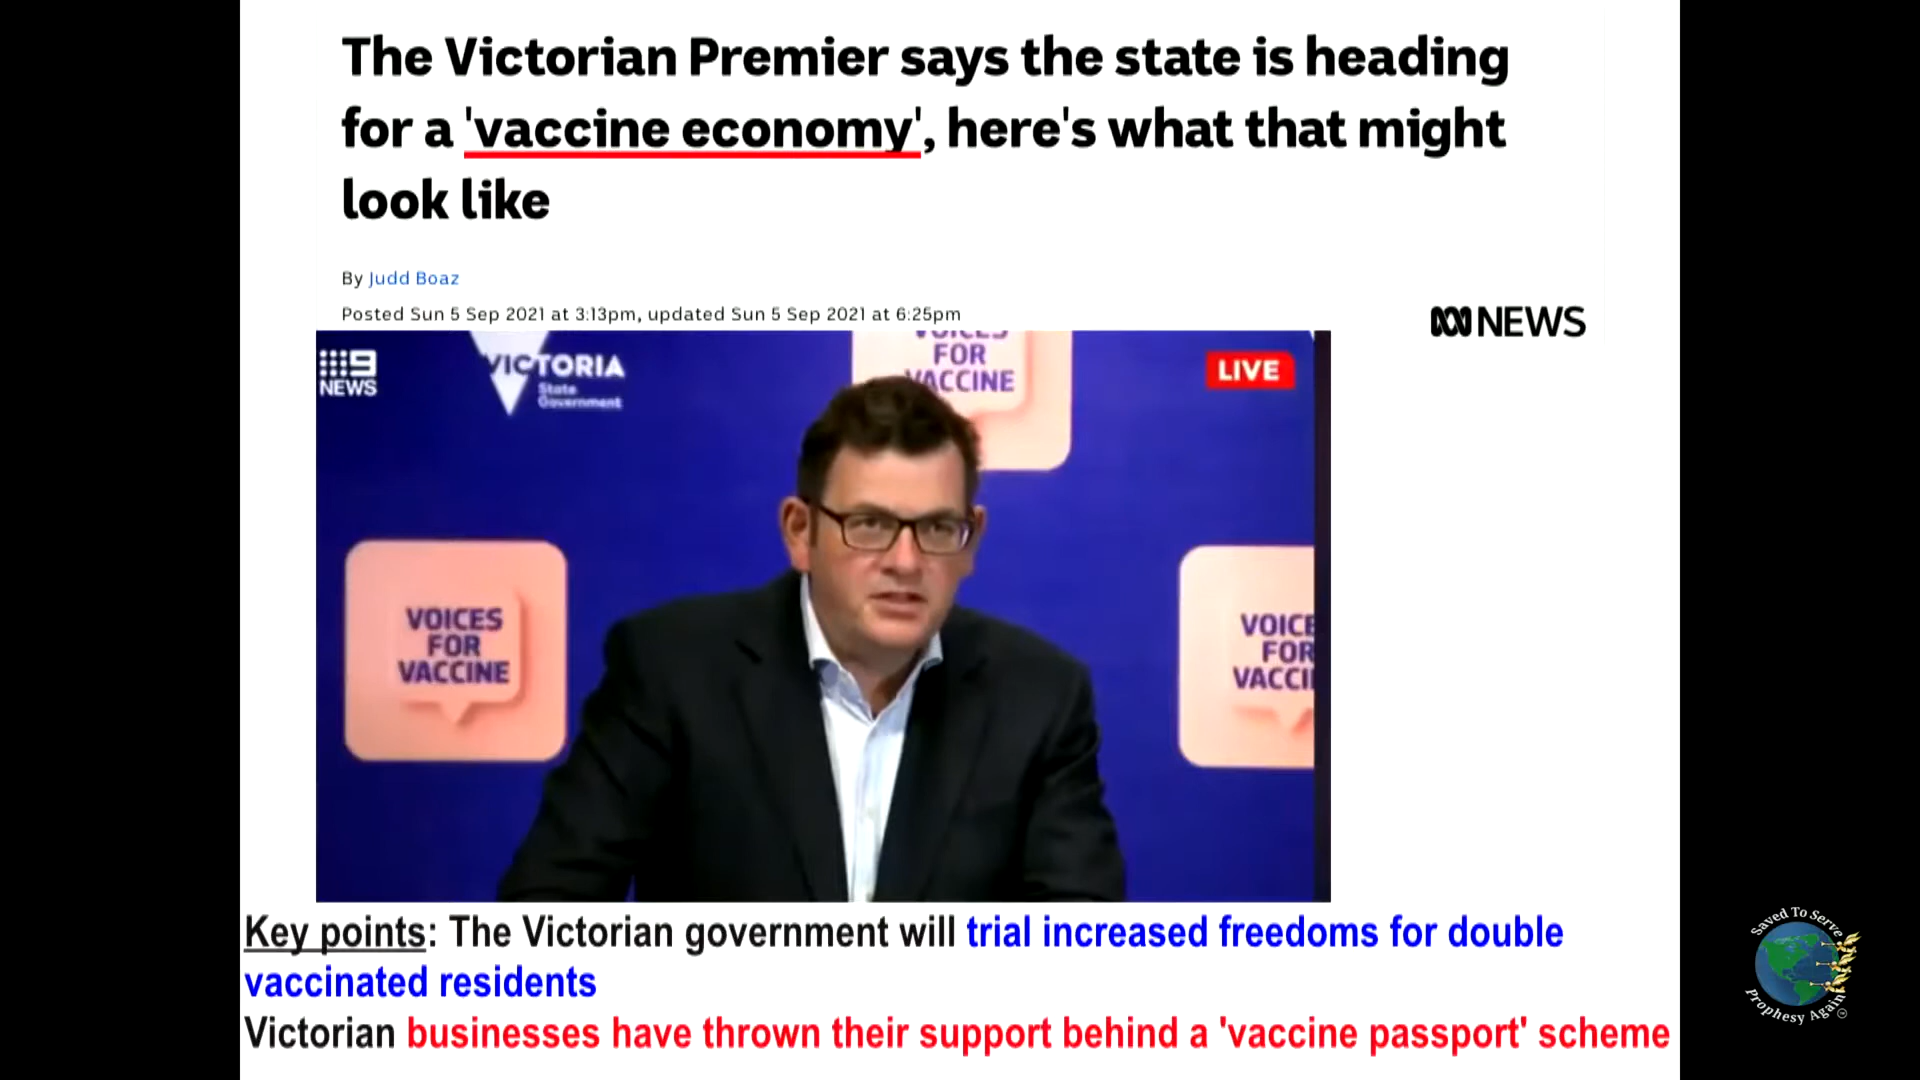 The Victorian Premier says the state is heading
for a 'vaccine economy', here's what that might
look like
By Judd Boaz
Posted Sun 5 Sep 2021 at 3:13pm, updated Sun 5 Sep 2021 at 6:25pm
NEWS
9
NEWS
VICTORIA
State
Government
VOICES
FOR
VACCINE
LIVE
VOICES
FOR
VACCINE
VOICE
FOR
VACCI
Key points: The Victorian government will trial increased freedoms for double
vaccinated residents
Victorian businesses have thrown their support behind a 'vaccine passport' scheme
Saved To Serve
Prophesy Again